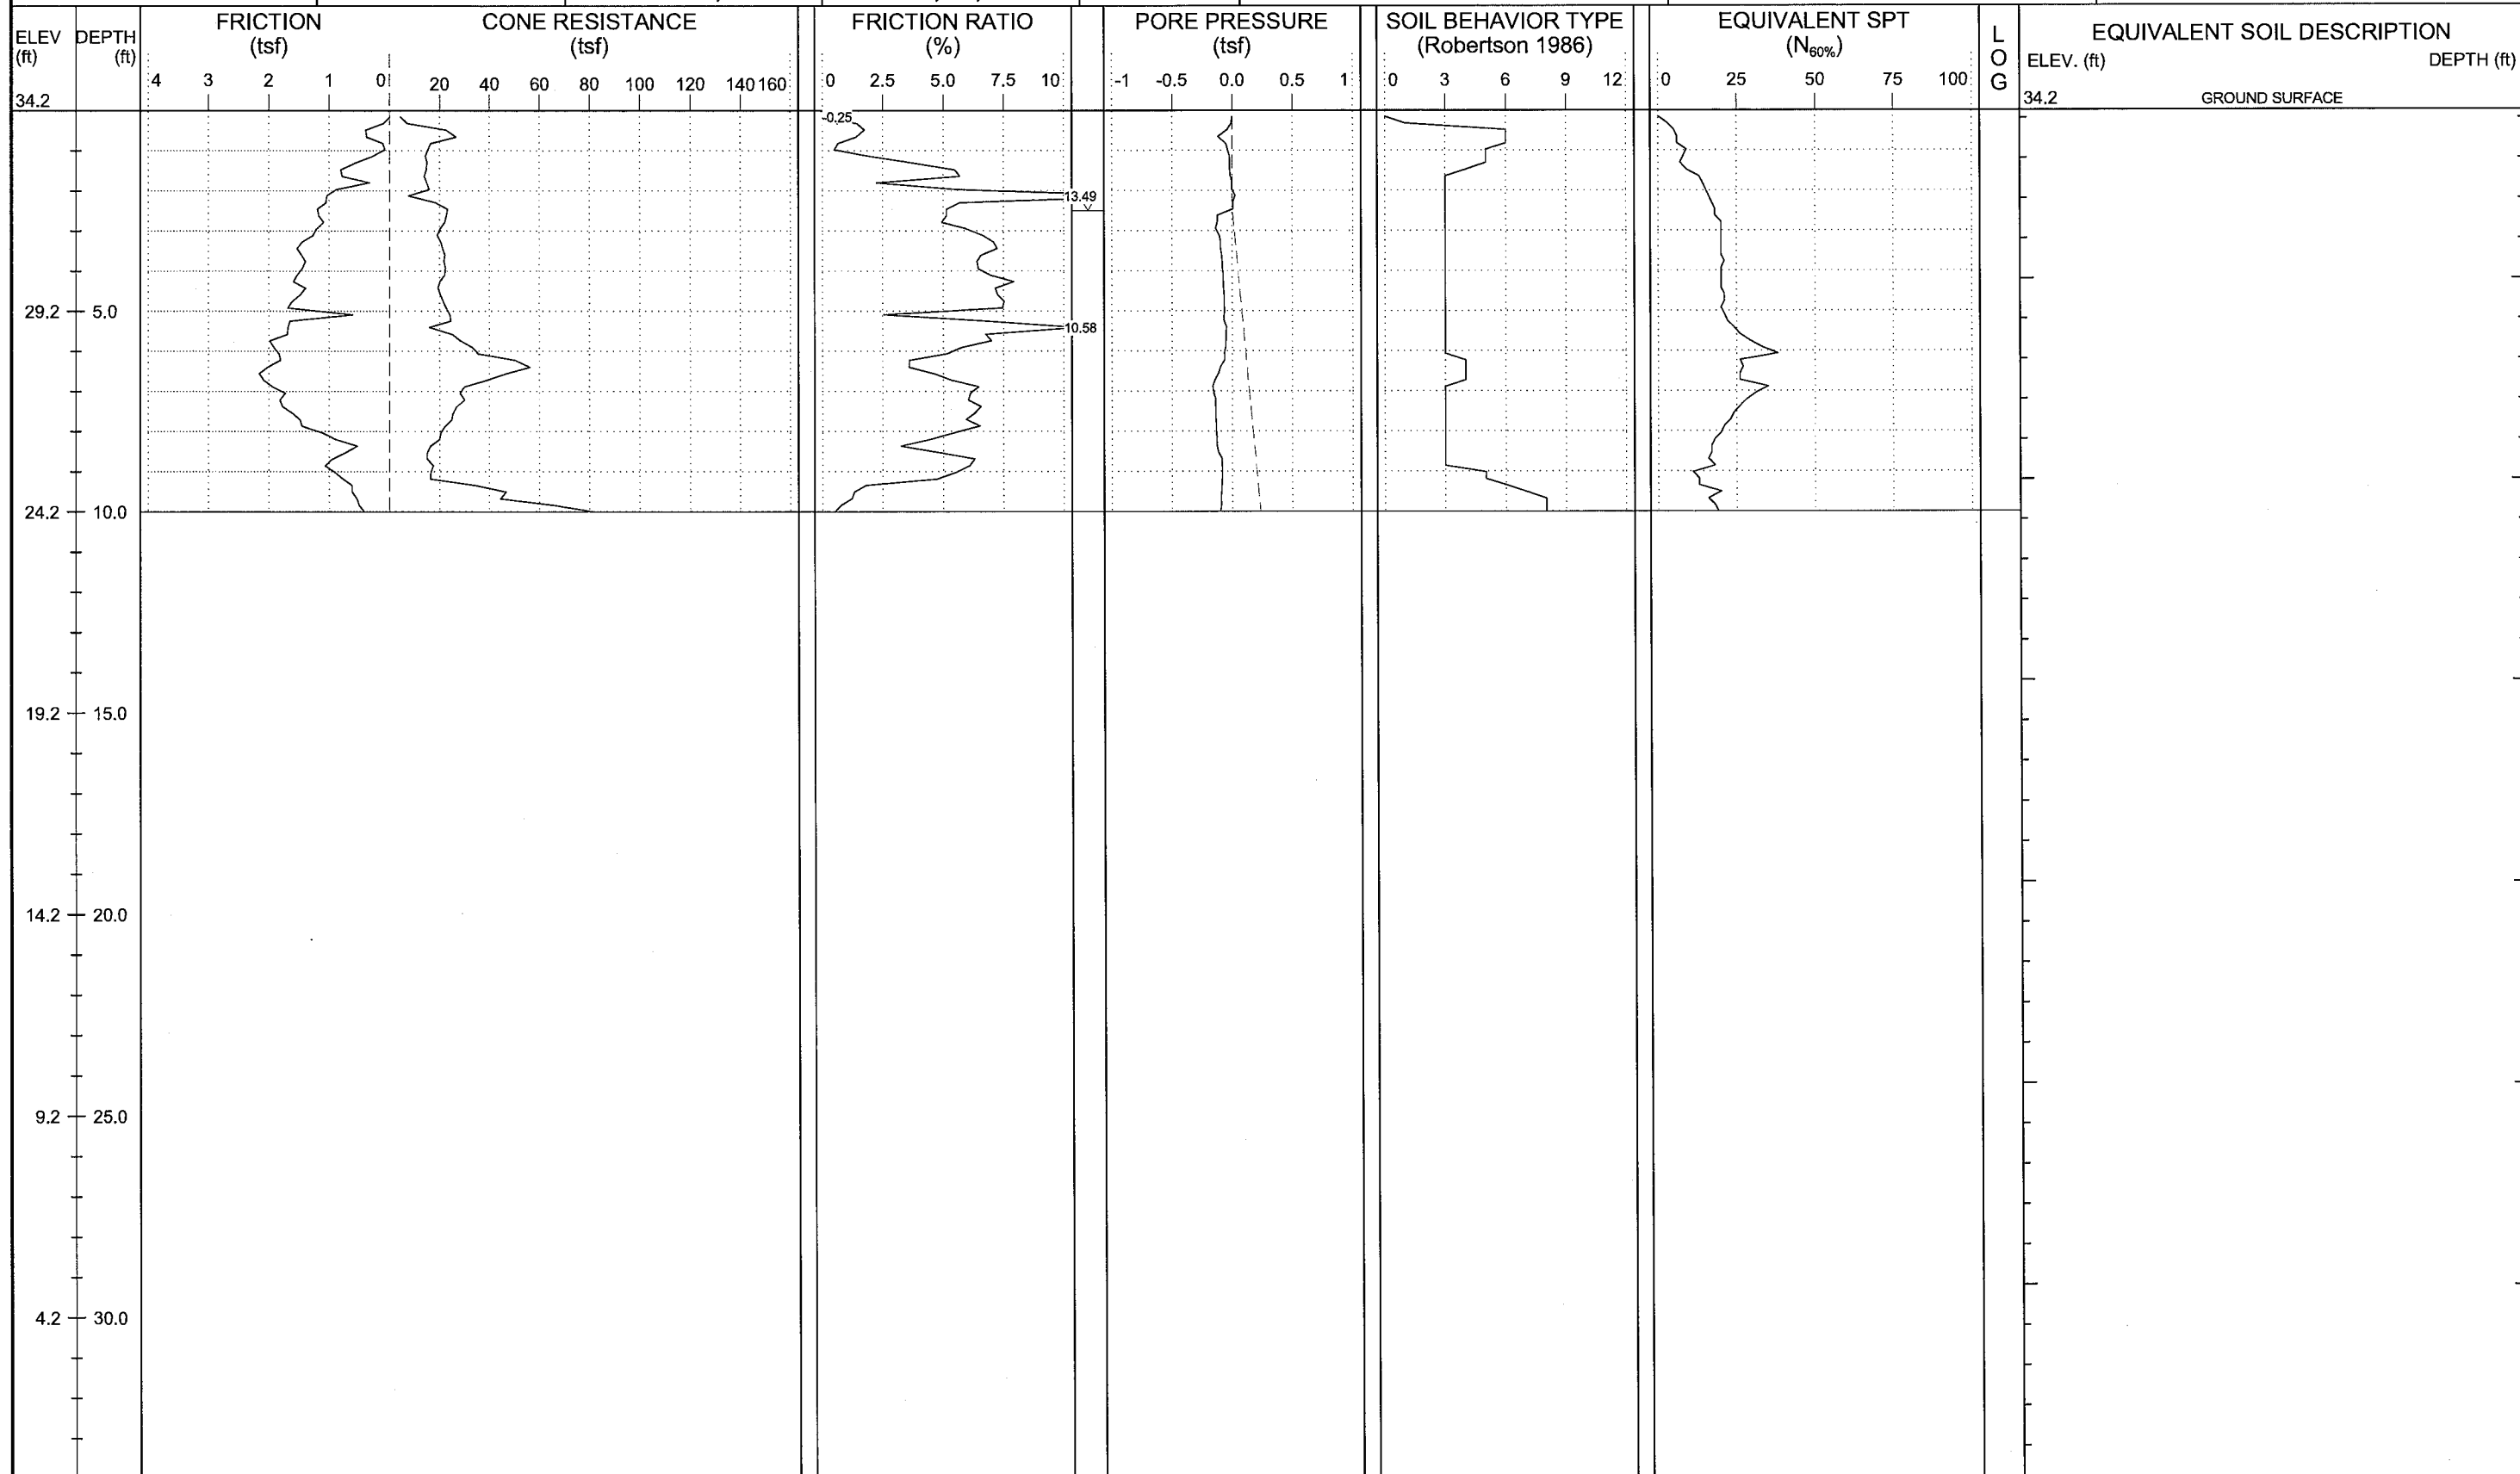 ELEV
(ft)
34.2
DEPTH
(ft)
FRICTION
(tsf)
4 3 2 1 0
CONE RESISTANCE
(tsf)
20 40 60 80 100 120 140 160
FRICTION RATIO
(%)
0 2.5 5.0 7.5 10
PORE PRESSURE
(tsf)
-1 -0.5 0.0 0.5 1
SOIL BEHAVIOR TYPE
(Robertson 1986)
0 3 6 9 12
EQUIVALENT SPT
(N60%)
0 25 50 75 100
L
O
G
EQUIVALENT SOIL DESCRIPTION
ELEV. (ft) DEPTH (ft)
34.2 GROUND SURFACE
-0.25
13.49
29.2 5.0
10.58
24.2 10.0
19.2 15.0
14.2 20.0
9.2 25.0
4.2 30.0